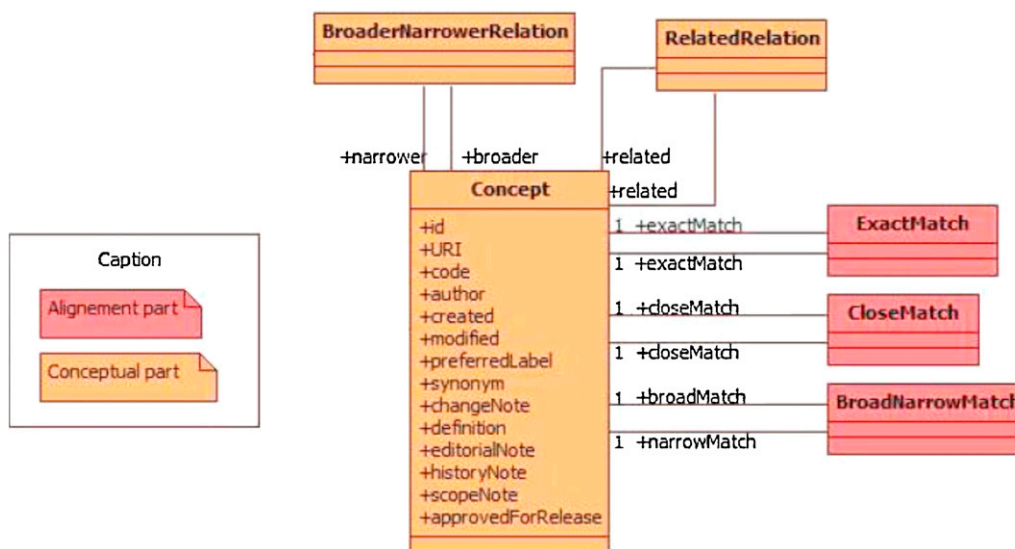 BroaderNarrowerRelation
RelatedRelation
+narrower
+broader
+related
+related
Concept
+id
+URI
+code
+author
+created
+modified
+preferredLabel
+synonym
+changeNote
+definition
+editorialNote
+historyNote
+scopeNote
+approvedForRelease
1 +exactMatch
1 +exactMatch
ExactMatch
1 +closeMatch
1 +closeMatch
CloseMatch
1 +broadMatch
1 +narrowMatch
BroadNarrowMatch
Caption
Alignement part
Conceptual part